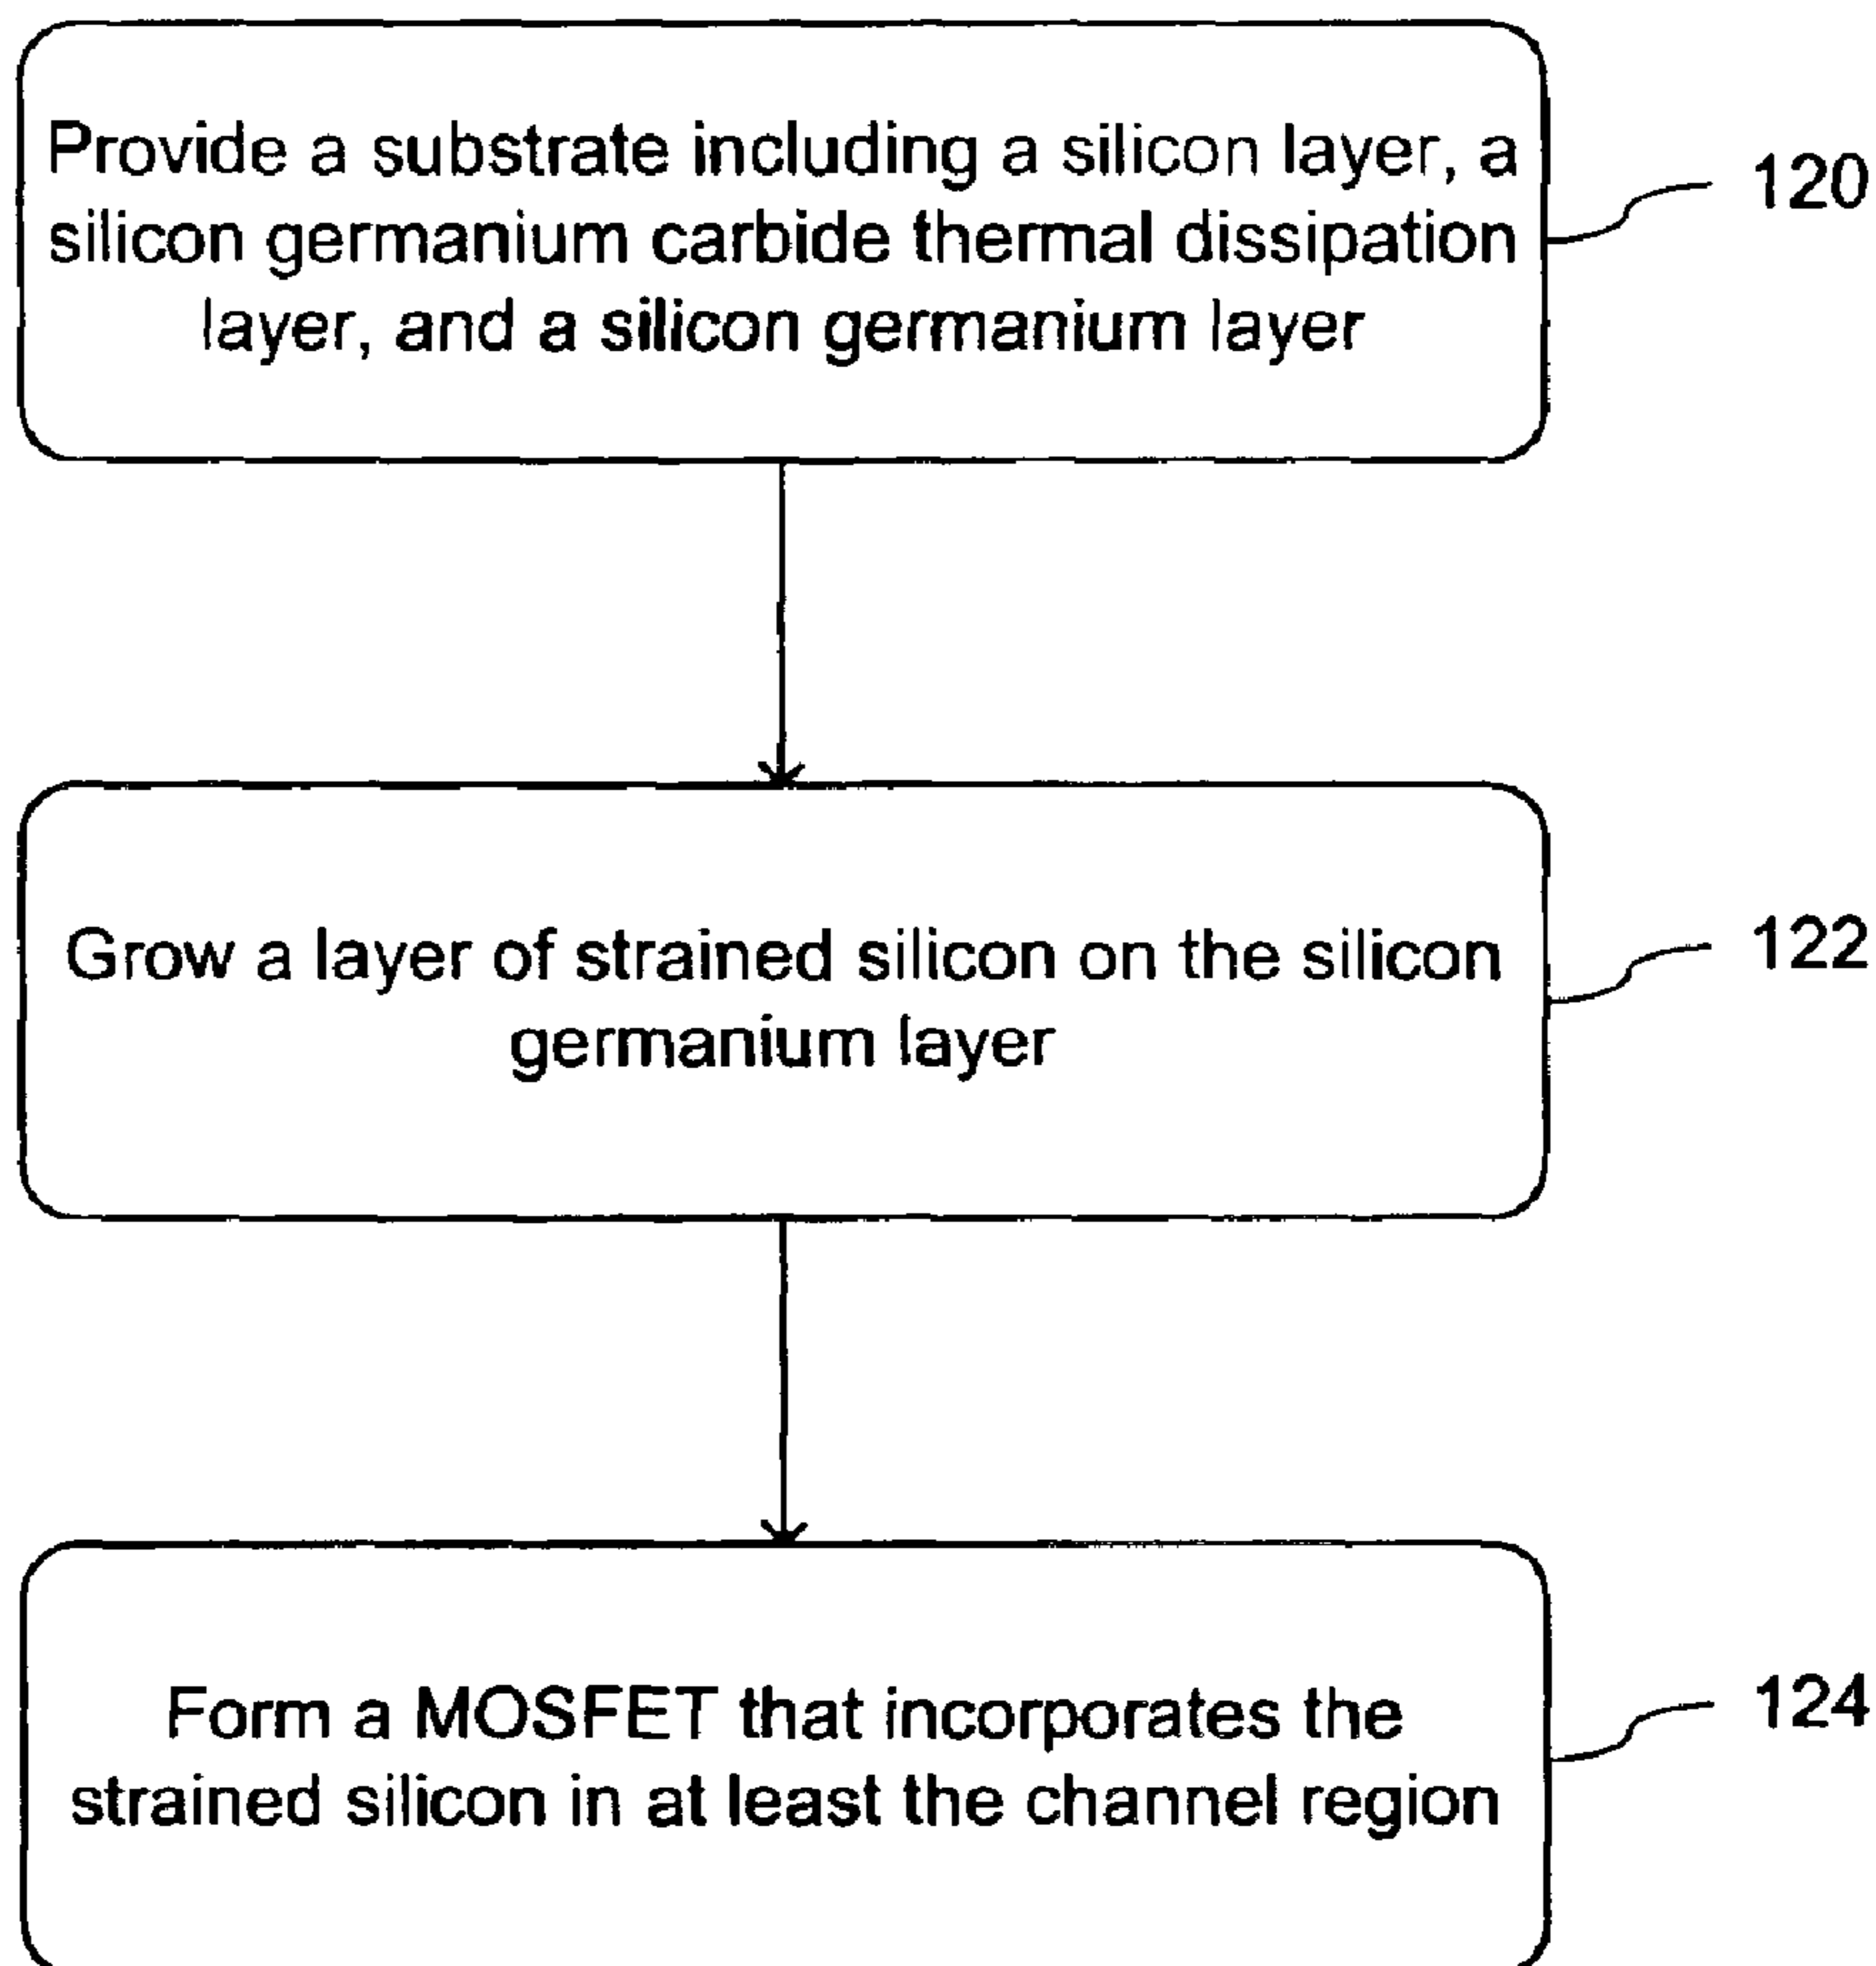 Provide a substrate including a silicon layer, a
silicon germanium carbide thermal dissipation
layer, and a silicon germanium layer
120
Grow a layer of strained silicon on the silicon
germanium layer
122
Form a MOSFET that incorporates the
strained silicon in at least the channel region
124